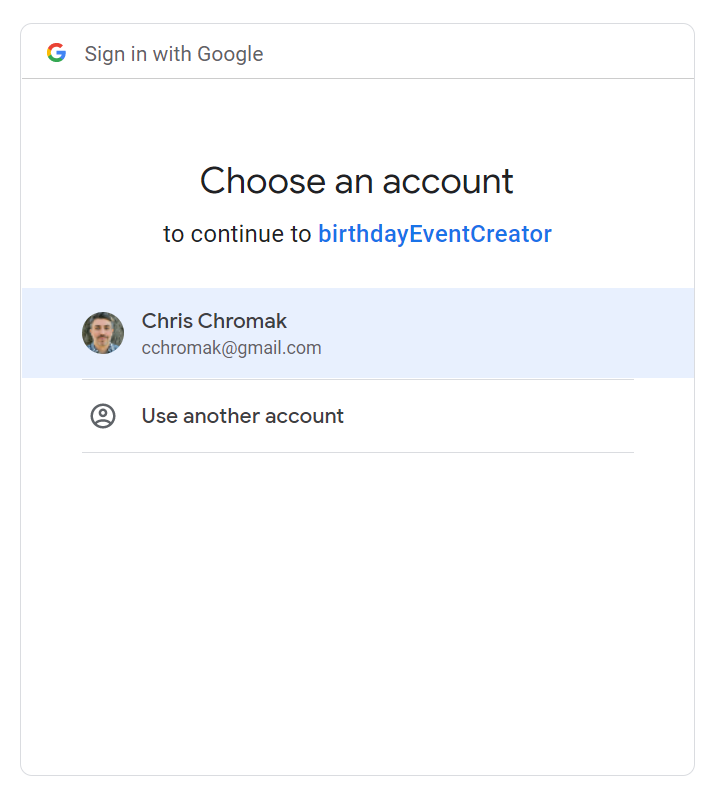 Sign in with Google
Choose an account
to continue to birthdayEventCreator
Chris Chromak
cchromak@gmail.com
Use another account